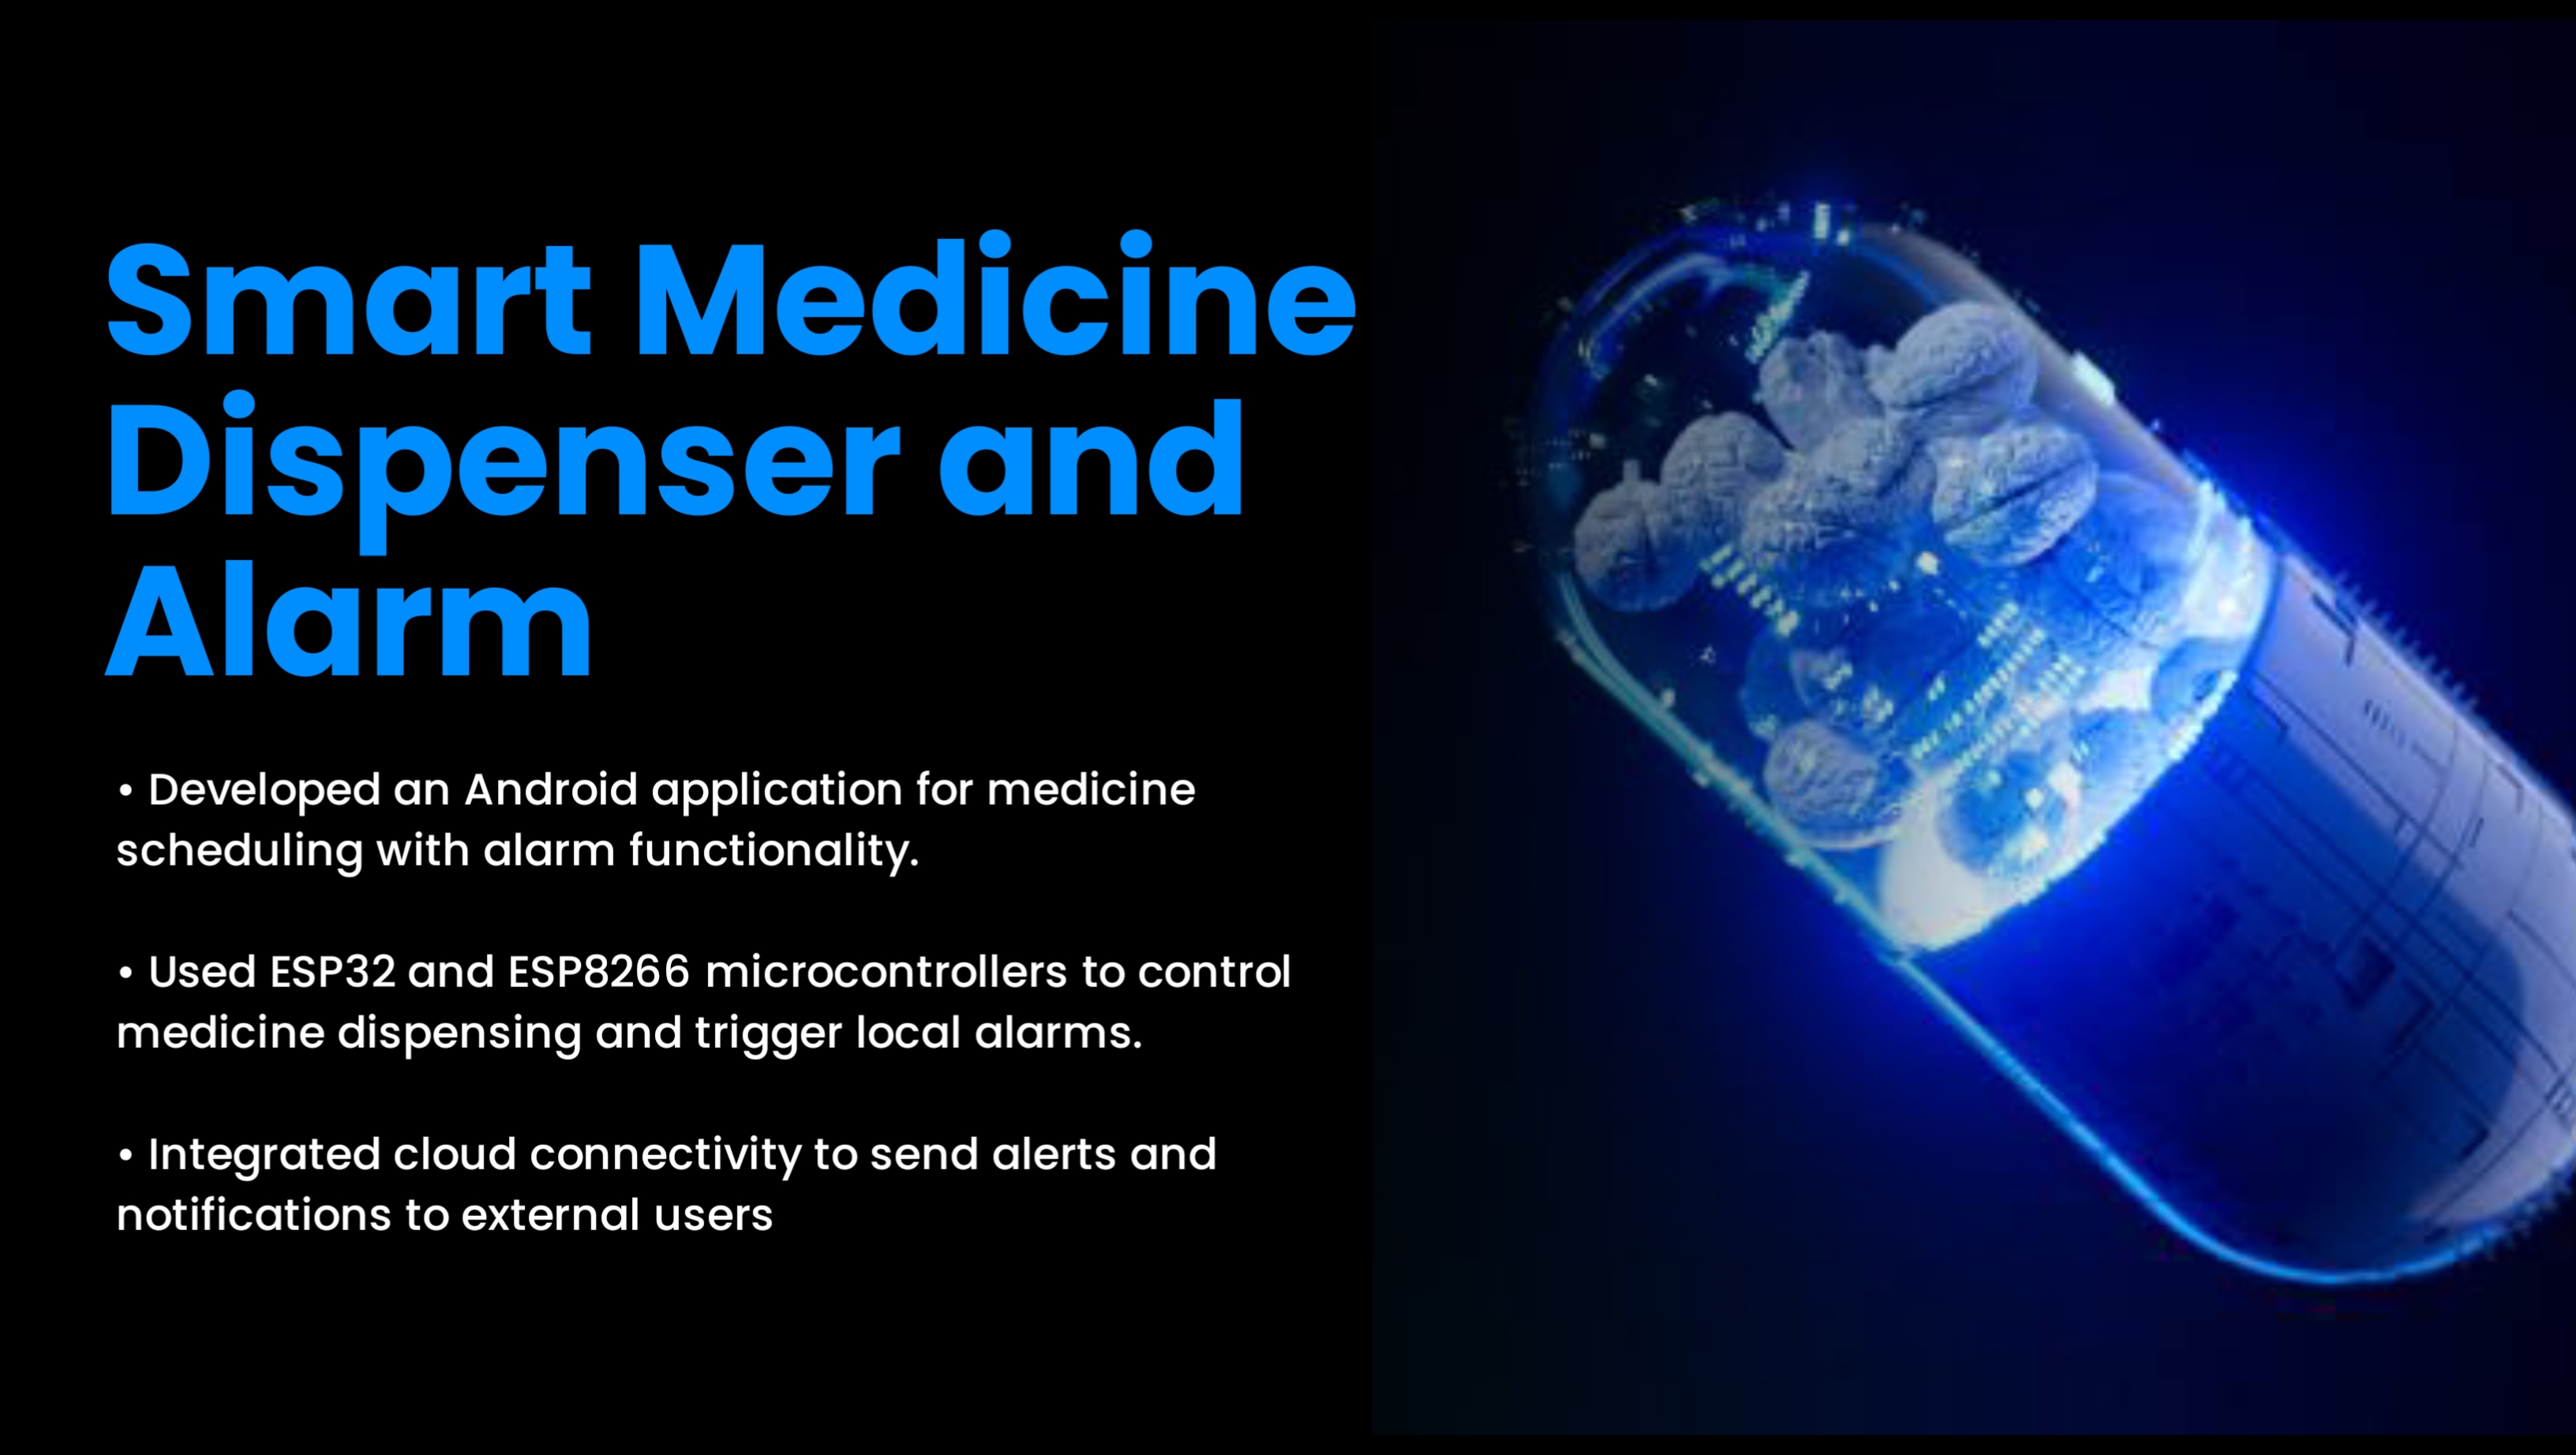 Smart Medicine
Dispenser and
Alarm
• Developed an Android application for medicine
scheduling with alarm functionality.
• Used ESP32 and ESP8266 microcontrollers to control
medicine dispensing and trigger local alarms.
• Integrated cloud connectivity to send alerts and
notifications to external users